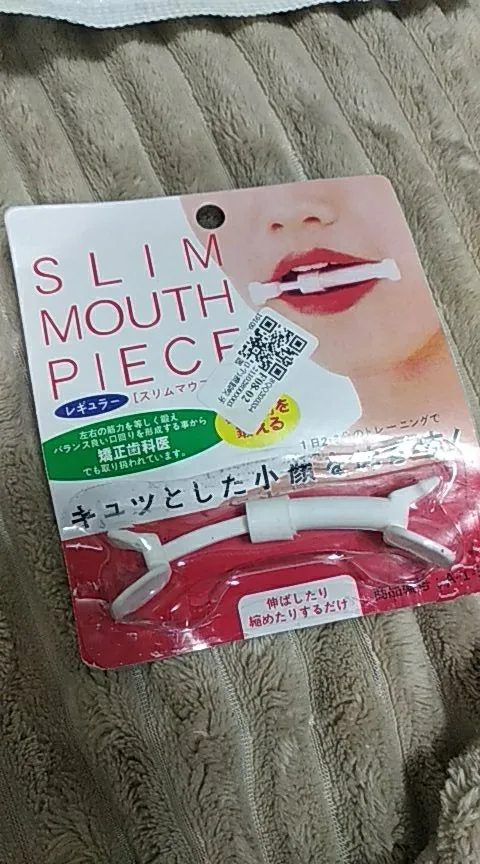 SLIM
MOUTH
PIECE
レギュラー
[スリムマウ
左右の筋力を等しく鍛え
バランス良い口回りを形成する事から
矯正歯科医
でも取り扱われています。
を
鍛える
1日2
のトレーニングで
キュッとした小顔
伸ばしたり
縮めたりするだけ